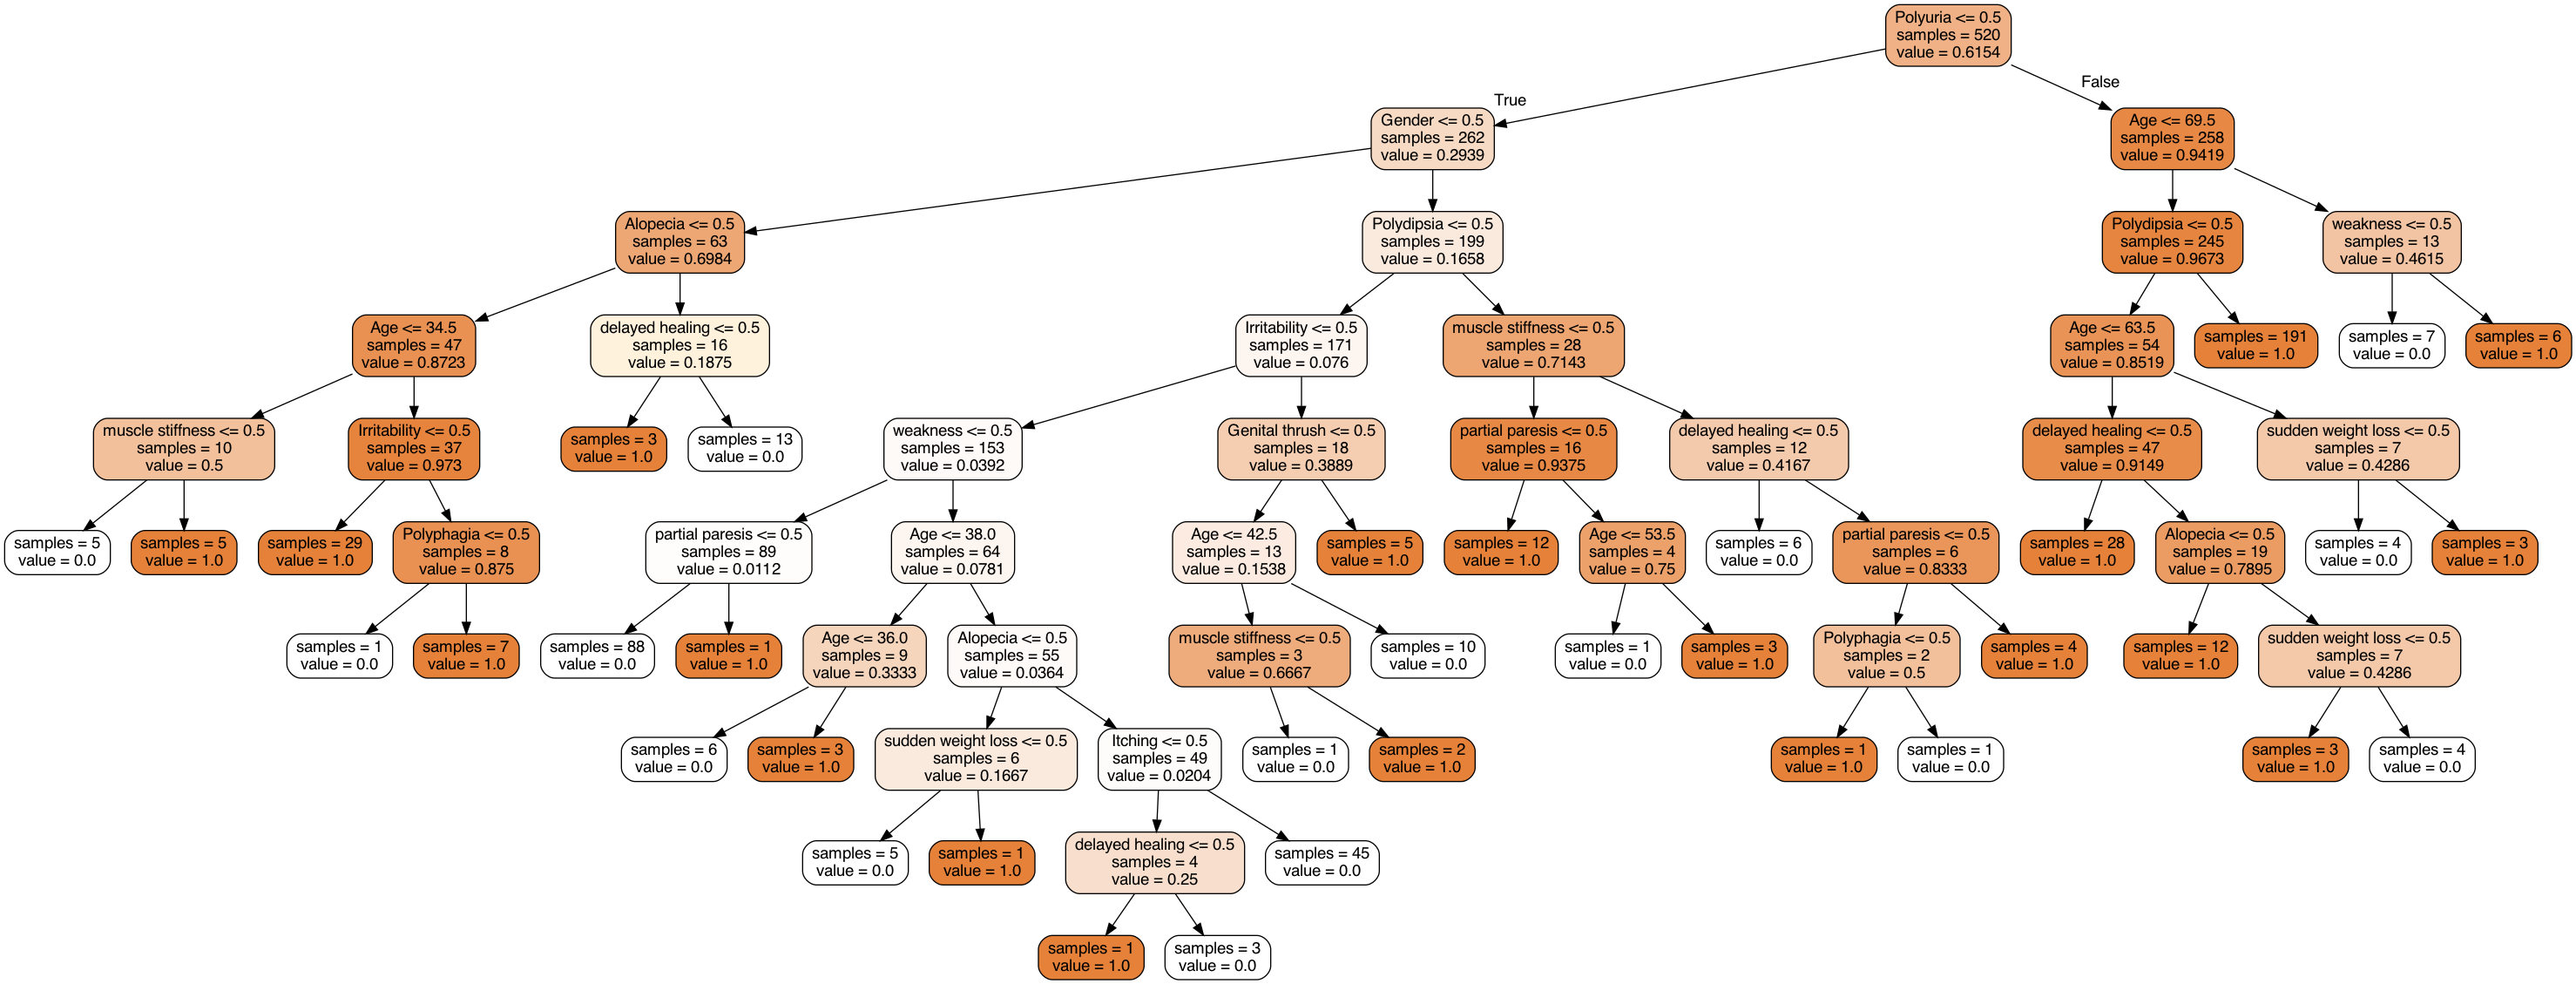 Polyuria <= 0.5
samples = 520
value = 0.6154
True
False
Gender <= 0.5
samples = 262
value = 0.2939
Age <= 69.5
samples = 258
value = 0.9419
Alopecia <= 0.5
samples = 63
value = 0.6984
Polydipsia <= 0.5
samples = 199
value = 0.1658
Polydipsia <= 0.5
samples = 245
value = 0.9673
weakness <= 0.5
samples = 13
value = 0.4615
Age <= 34.5
samples = 47
value = 0.8723
delayed healing <= 0.5
samples = 16
value = 0.1875
Irritability <= 0.5
samples = 171
value = 0.076
muscle stiffness <= 0.5
samples = 28
value = 0.7143
Age <= 63.5
samples = 54
value = 0.8519
samples = 191
value = 1.0
samples = 7
value = 0.0
samples = 6
value = 1.0
muscle stiffness <= 0.5
samples = 10
value = 0.5
Irritability <= 0.5
samples = 37
value = 0.973
samples = 3
value = 1.0
samples = 13
value = 0.0
weakness <= 0.5
samples = 153
value = 0.0392
Genital thrush <= 0.5
samples = 18
value = 0.3889
partial paresis <= 0.5
samples = 16
value = 0.9375
delayed healing <= 0.5
samples = 12
value = 0.4167
delayed healing <= 0.5
samples = 47
value = 0.9149
sudden weight loss <= 0.5
samples = 7
value = 0.4286
samples = 5
value = 0.0
samples = 5
value = 1.0
samples = 29
value = 1.0
Polyphagia <= 0.5
samples = 8
value = 0.875
partial paresis <= 0.5
samples = 89
value = 0.0112
Age <= 38.0
samples = 64
value = 0.0781
Age <= 42.5
samples = 13
value = 0.1538
samples = 5
value = 1.0
samples = 12
value = 1.0
Age <= 53.5
samples = 4
value = 0.75
samples = 6
value = 0.0
partial paresis <= 0.5
samples = 6
value = 0.8333
samples = 28
value = 1.0
Alopecia <= 0.5
samples = 19
value = 0.7895
samples = 4
value = 0.0
samples = 3
value = 1.0
samples = 1
value = 0.0
samples = 7
value = 1.0
samples = 88
value = 0.0
samples = 1
value = 1.0
Age <= 36.0
samples = 9
value = 0.3333
Alopecia <= 0.5
samples = 55
value = 0.0364
muscle stiffness <= 0.5
samples = 3
value = 0.6667
samples = 10
value = 0.0
samples = 1
value = 0.0
samples = 3
value = 1.0
Polyphagia <= 0.5
samples = 2
value = 0.5
samples = 4
value = 1.0
samples = 12
value = 1.0
sudden weight loss <= 0.5
samples = 7
value = 0.4286
samples = 6
value = 0.0
samples = 3
value = 1.0
sudden weight loss <= 0.5
samples = 6
value = 0.1667
Itching <= 0.5
samples = 49
value = 0.0204
samples = 1
value = 0.0
samples = 2
value = 1.0
samples = 1
value = 1.0
samples = 1
value = 0.0
samples = 3
value = 1.0
samples = 4
value = 0.0
samples = 5
value = 0.0
samples = 1
value = 1.0
delayed healing <= 0.5
samples = 4
value = 0.25
samples = 45
value = 0.0
samples = 1
value = 1.0
samples = 3
value = 0.0